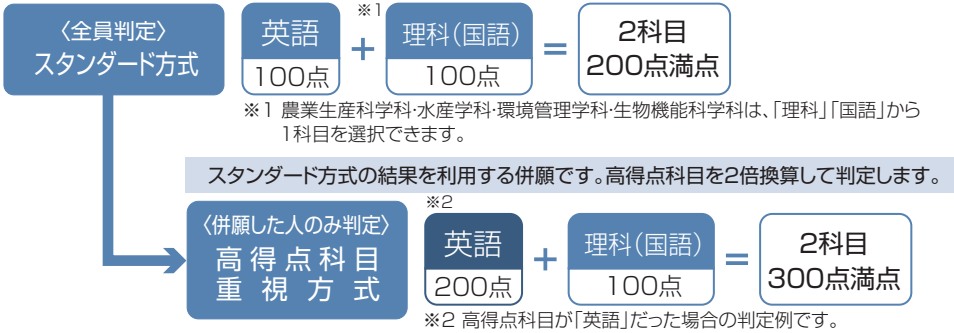 〈全員判定〉
スタンダード方式
英語
100点
+
※1
理科(国語)
100点
=
2科目
200点満点
※1 農業生産科学科・水産学科・環境管理学科・生物機能科学科は、「理科」「国語」から
1科目を選択できます。
スタンダード方式の結果を利用する併願です。高得点科目を2倍換算して判定します。
〈併願した人のみ判定〉
高得点科目
重視方式
※2
英語
200点
+
理科(国語)
100点
=
2科目
300点満点
※2 高得点科目が「英語」だった場合の判定例です。